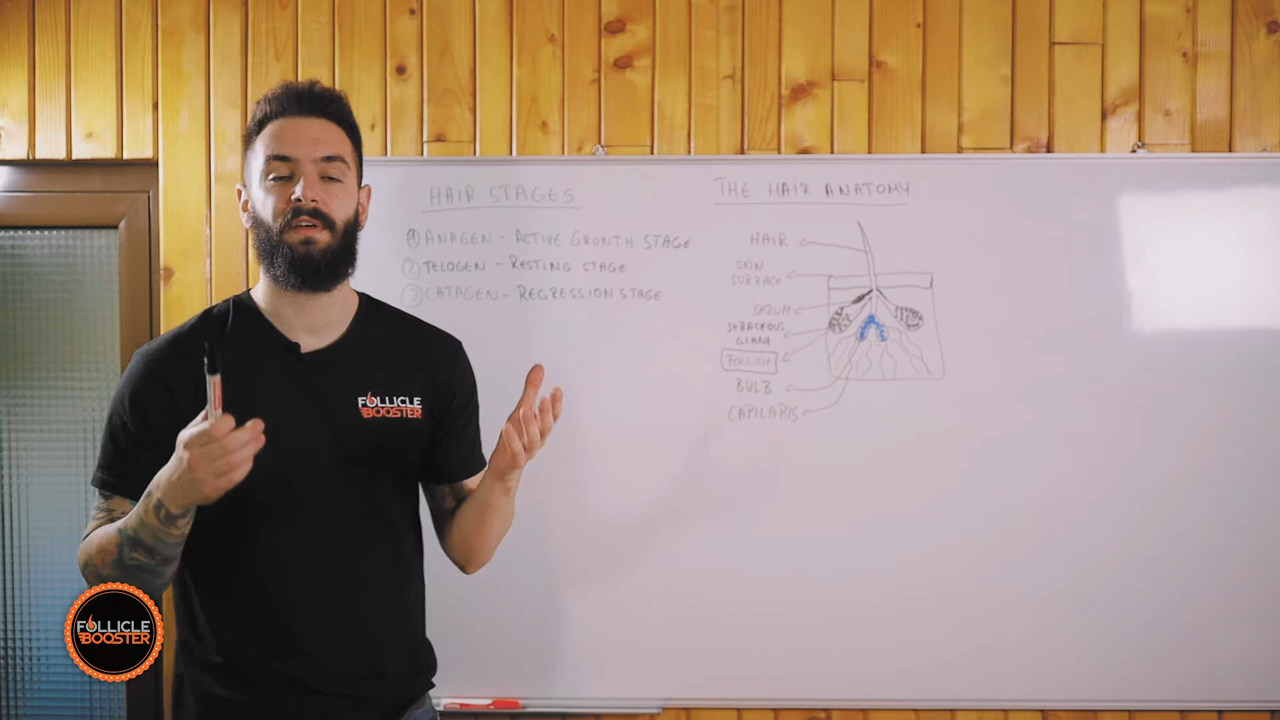 HAIR STAGES
① ANAGEN - ACTIVE GROWTH STAGE
② TELOGEN - RESTING STAGE
③ CATAGEN - REGRESSION STAGE
THE HAIR ANATOMY
HAIR
SKIN
SURFACE
SEBUM
SEBACEOUS
GLAND
FOLLICLE
BULB
CAPILARIS
FOLLICLE
BOOSTER
FOLLICLE
BOOSTER